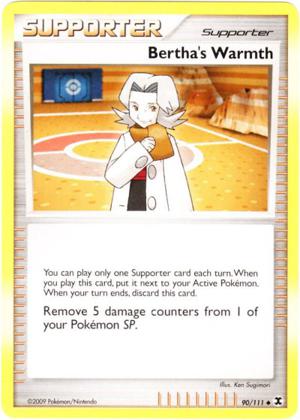 SUPPORTER
Supporter
Bertha's Warmth
You can play only one Supporter card each turn. When
you play this card, put it next to your Active Pokémon.
When your turn ends, discard this card.
Remove 5 damage counters from 1 of
your Pokémon SP.
Illus. Ken Sugimori
©2009 Pokémon/Nintendo
90/111